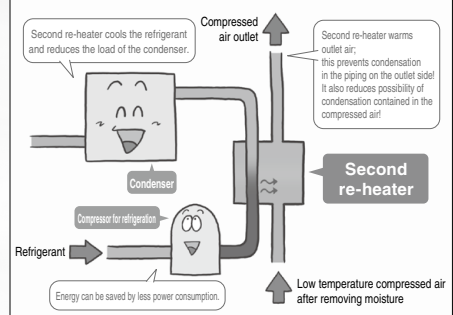 Second re-heater cools the refrigerant
and reduces the load of the condenser.
Compressed
air outlet
Second re-heater warms
outlet air;
this prevents condensation
in the piping on the outlet side!
It also reduces possibility of
condensation contained in the
compressed air!
Condenser
Second
re-heater
Compressor for refrigeration
Refrigerant
Energy can be saved by less power consumption.
Low temperature compressed air
after removing moisture